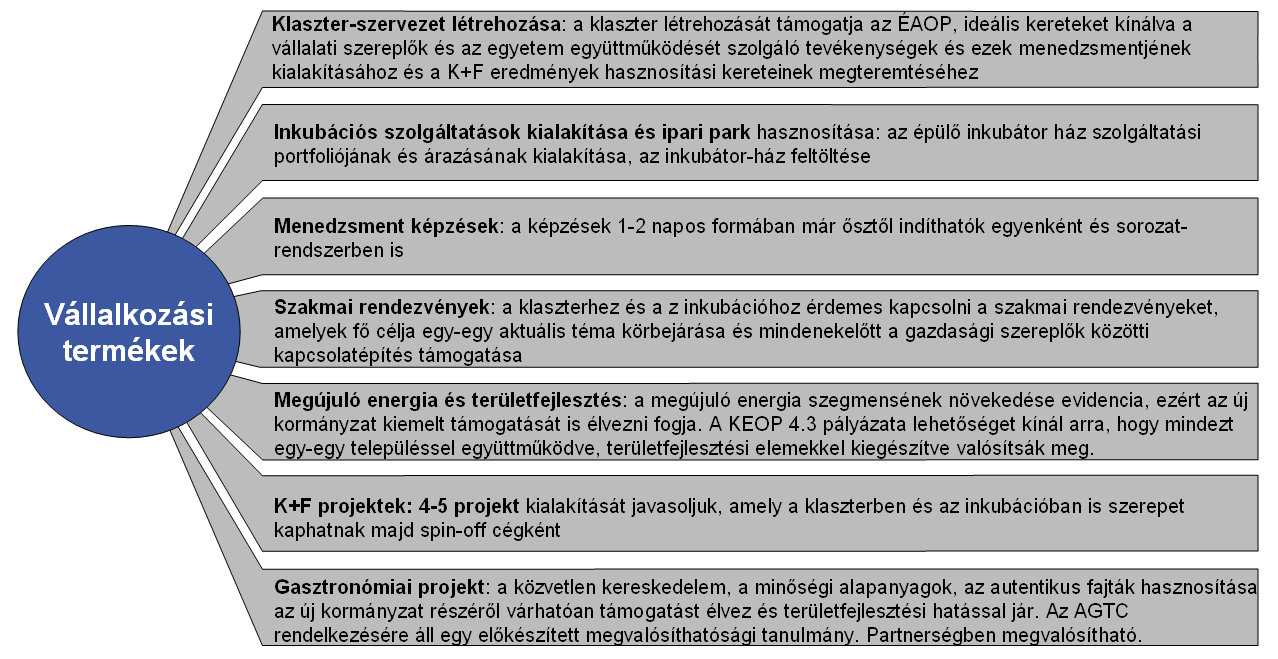 Klaszter-szervezet létrehozása: a klaszter létrehozását támogatja az ÉAOP, ideális kereteket kínálva a
vállalati szereplők és az egyetem együttműködését szolgáló tevékenységek és ezek menedzsmentjének
kialakításához és a K+F eredmények hasznosítási kereteinek megteremtéséhez
Inkubációs szolgáltatások kialakítása és ipari park hasznosítása: az épülő inkubátor ház szolgáltatási
portfoliójának és árazásának kialakítása, az inkubátor-ház feltöltése
Menedzsment képzések: a képzések 1-2 napos formában már ősztől indíthatók egyenként és sorozat-
rendszerben is
Vállalkozási
termékek
Szakmai rendezvények: a klaszterhez és a z inkubációhoz érdemes kapcsolni a szakmai rendezvényeket,
amelyek fő célja egy-egy aktuális téma körbejárása és mindenekelőtt a gazdasági szereplők közötti
kapcsolatépítés támogatása
Megújuló energia és területfejlesztés: a megújuló energia szegmensének növekedése evidencia, ezért az új
kormányzat kiemelt támogatását is élvezni fogja. A KEOP 4.3 pályázata lehetőséget kínál arra, hogy mindezt
egy-egy településsel együttműködve, területfejlesztési elemekkel kiegészítve valósítsák meg.
K+F projektek: 4-5 projekt kialakítását javasoljuk, amely a klaszterben és az inkubációban is szerepet
kaphatnak majd spin-off cégként
Gasztronómiai projekt: a közvetlen kereskedelem, a minőségi alapanyagok, az autentikus fajták hasznosítása
az új kormányzat részéről várhatóan támogatást élvez és területfejlesztési hatással jár. Az AGTC
rendelkezésére áll egy előkészített megvalósíthatósági tanulmány. Partnerségben megvalósítható.